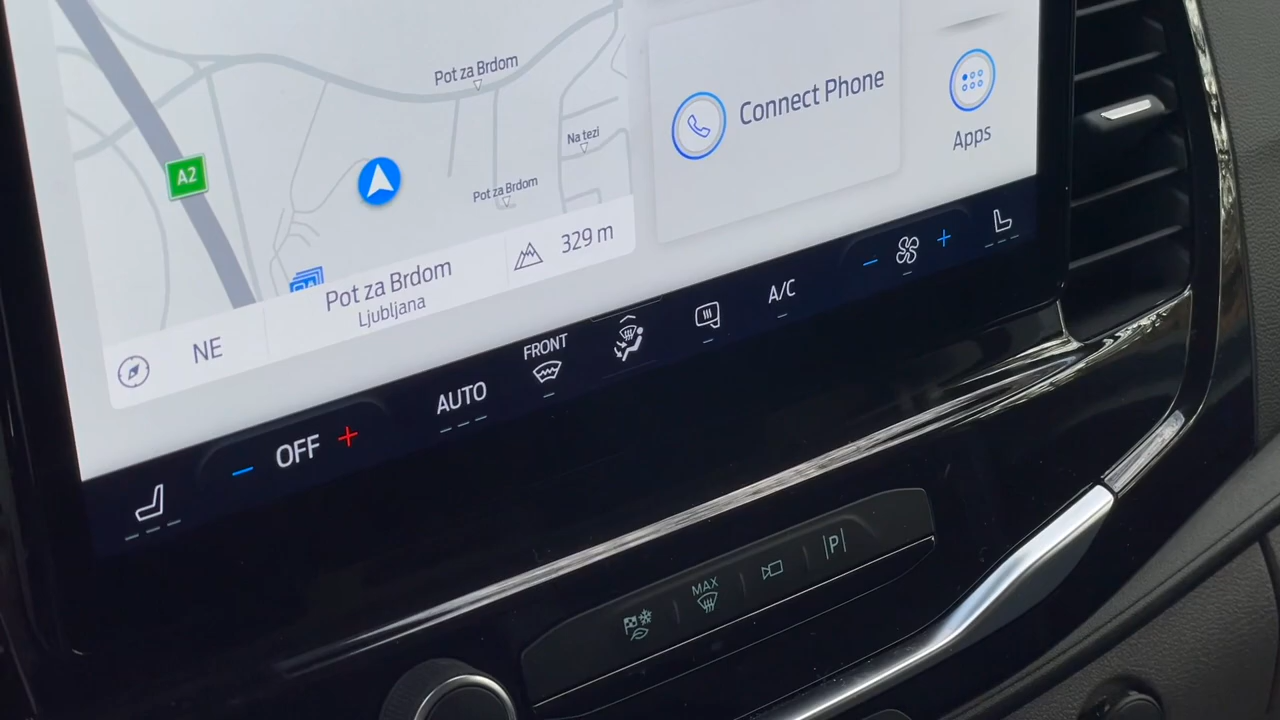 Pot za Brdom
Na tezi
A2
Pot za Brdom
Pot za Brdom
Ljubljana
329 m
NE
Connect Phone
Apps
OFF
AUTO
FRONT
A/C
MAX
|P|